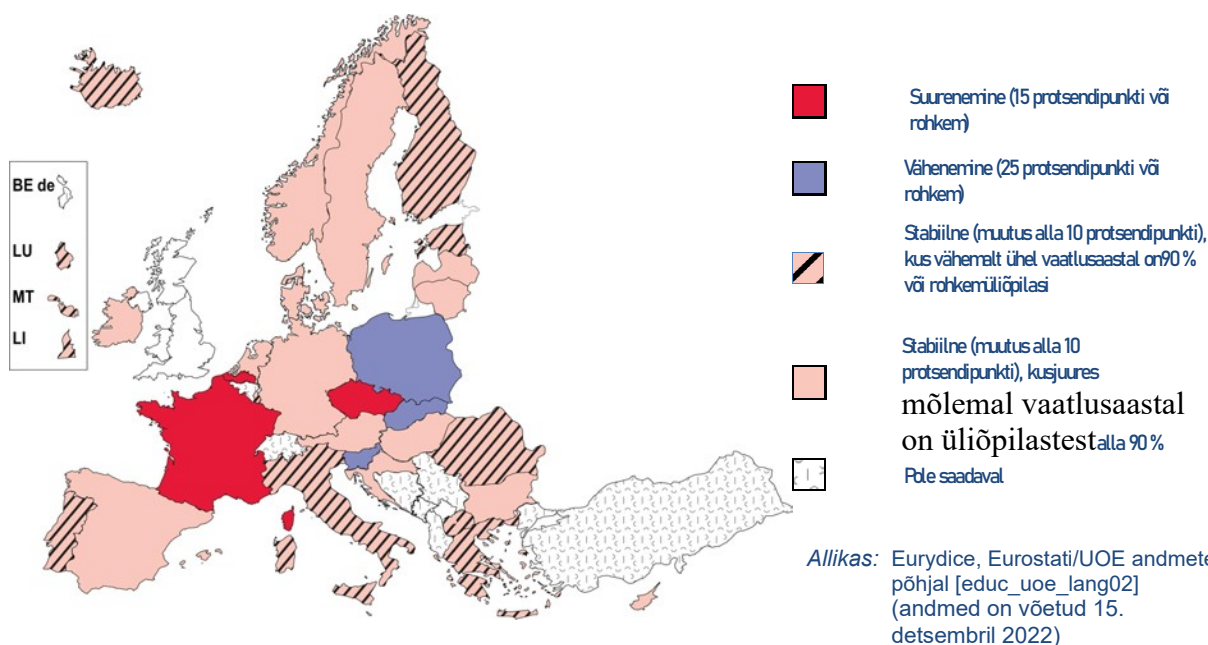 BE de
LU
MT
LI
Suurenemine (15 protsendipunkti või
rohkem)
Vähenemine (25 protsendipunkti või
rohkem)
Stabiilne (muutus alla 10 protsendipunkti),
kus vähemalt ühel vaatlusaastal on90 %
või rohkemüliõpilasi
Stabiilne (muutus alla 10
protsendipunkti), kusjuures
mõlemal vaatlusaastal
on üliõpilastest alla 90 %
Pole saadaval
Allikas: Eurydice, Eurostati/UOE andmete
põhjal [educ_uoe_lang02]
(andmed on võetud 15.
detsembril 2022)